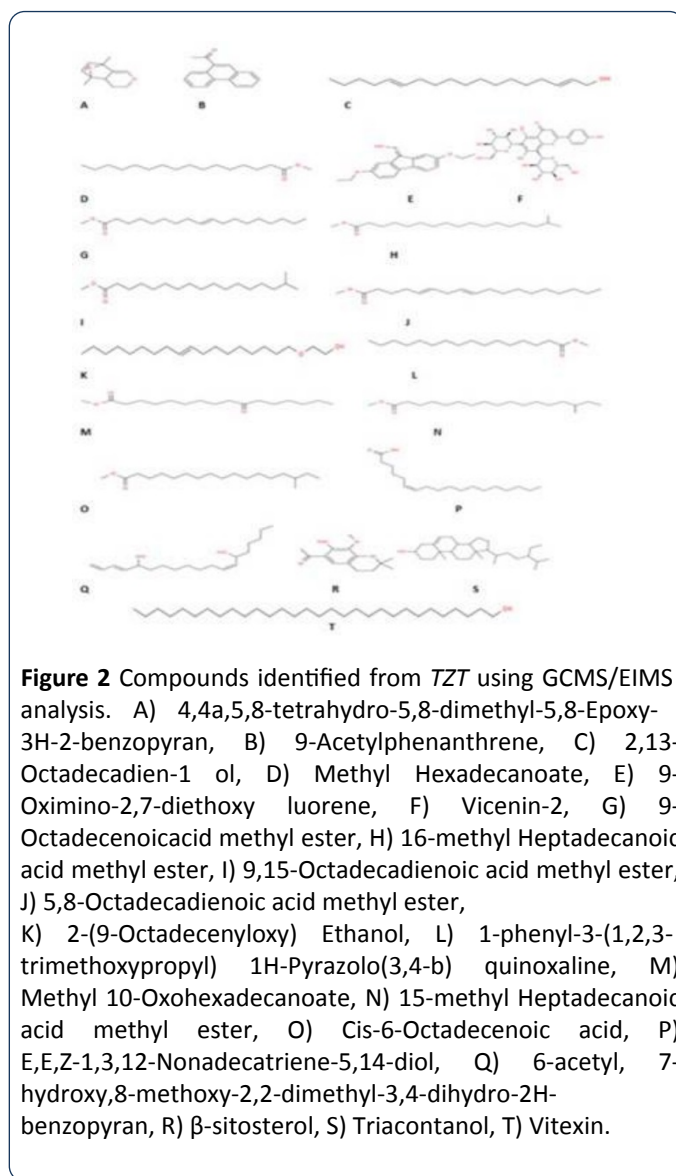 A
B
C
D
E
F
G
H
I
J
K
L
M
N
O
P
Q
R
S
T
Figure 2 Compounds identified from TZT using GCMS/EIMS
analysis. A) 4,4a,5,8-tetrahydro-5,8-dimethyl-5,8-Epoxy-
3H-2-benzopyran, B) 9-Acetylphenanthrene, C) 2,13-
Octadecadien-1 ol, D) Methyl Hexadecanoate, E) 9-
Oximino-2,7-diethoxy luorene, F) Vicenin-2, G) 9-
Octadecenoicacid methyl ester, H) 16-methyl Heptadecanoic
acid methyl ester, I) 9,15-Octadecadienoic acid methyl ester,
J) 5,8-Octadecadienoic acid methyl ester,
K) 2-(9-Octadecenyloxy) Ethanol, L) 1-phenyl-3-(1,2,3-
trimethoxypropyl) 1H-Pyrazolo(3,4-b) quinoxaline, M)
Methyl 10-Oxohexadecanoate, N) 15-methyl Heptadecanoic
acid methyl ester, O) Cis-6-Octadecenoic acid, P)
E,E,Z-1,3,12-Nonadecatriene-5,14-diol, Q) 6-acetyl, 7-
hydroxy,8-methoxy-2,2-dimethyl-3,4-dihydro-2H-
benzopyran, R) β-sitosterol, S) Triacontanol, T) Vitexin.